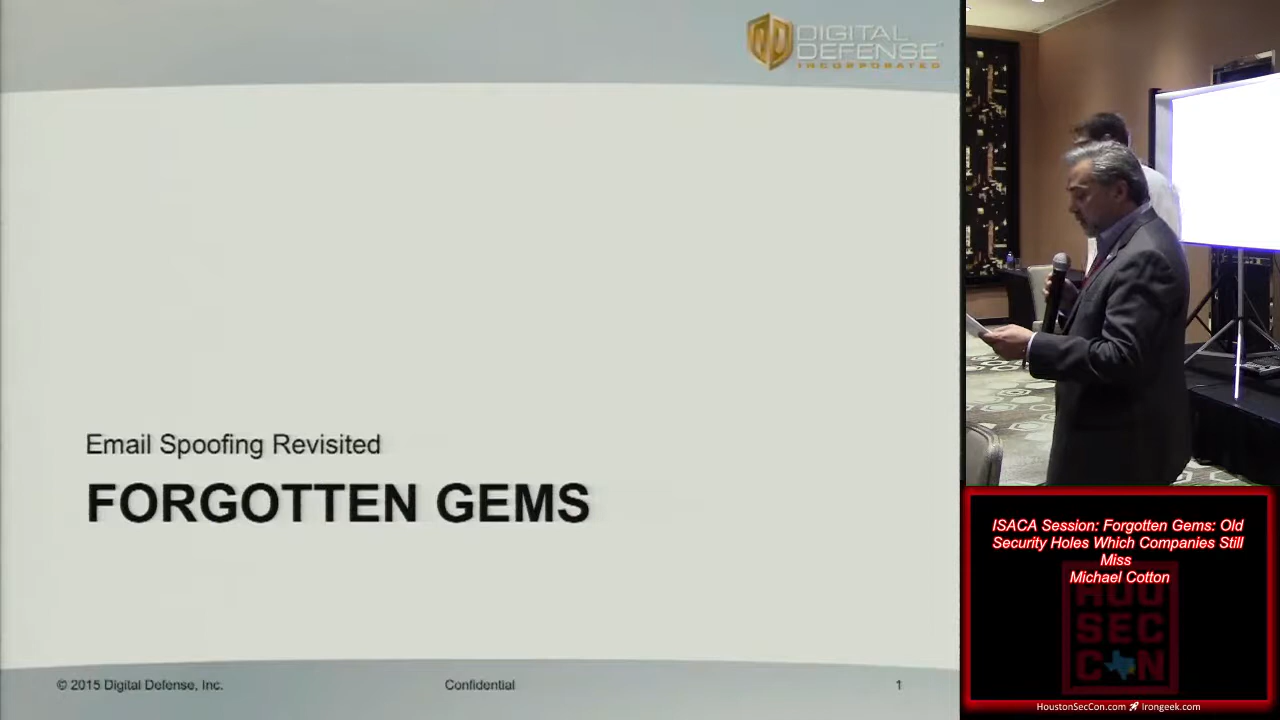 DIGITAL
DEFENSE
INCORPORATED
Email Spoofing Revisited
FORGOTTEN GEMS
© 2015 Digital Defense, Inc.
Confidential
1
ISACA Session: Forgotten Gems: Old
Security Holes Which Companies Still
Miss
Michael Cotton
HOU
SEC
CON
HoustonSecCon.com Irongeek.com